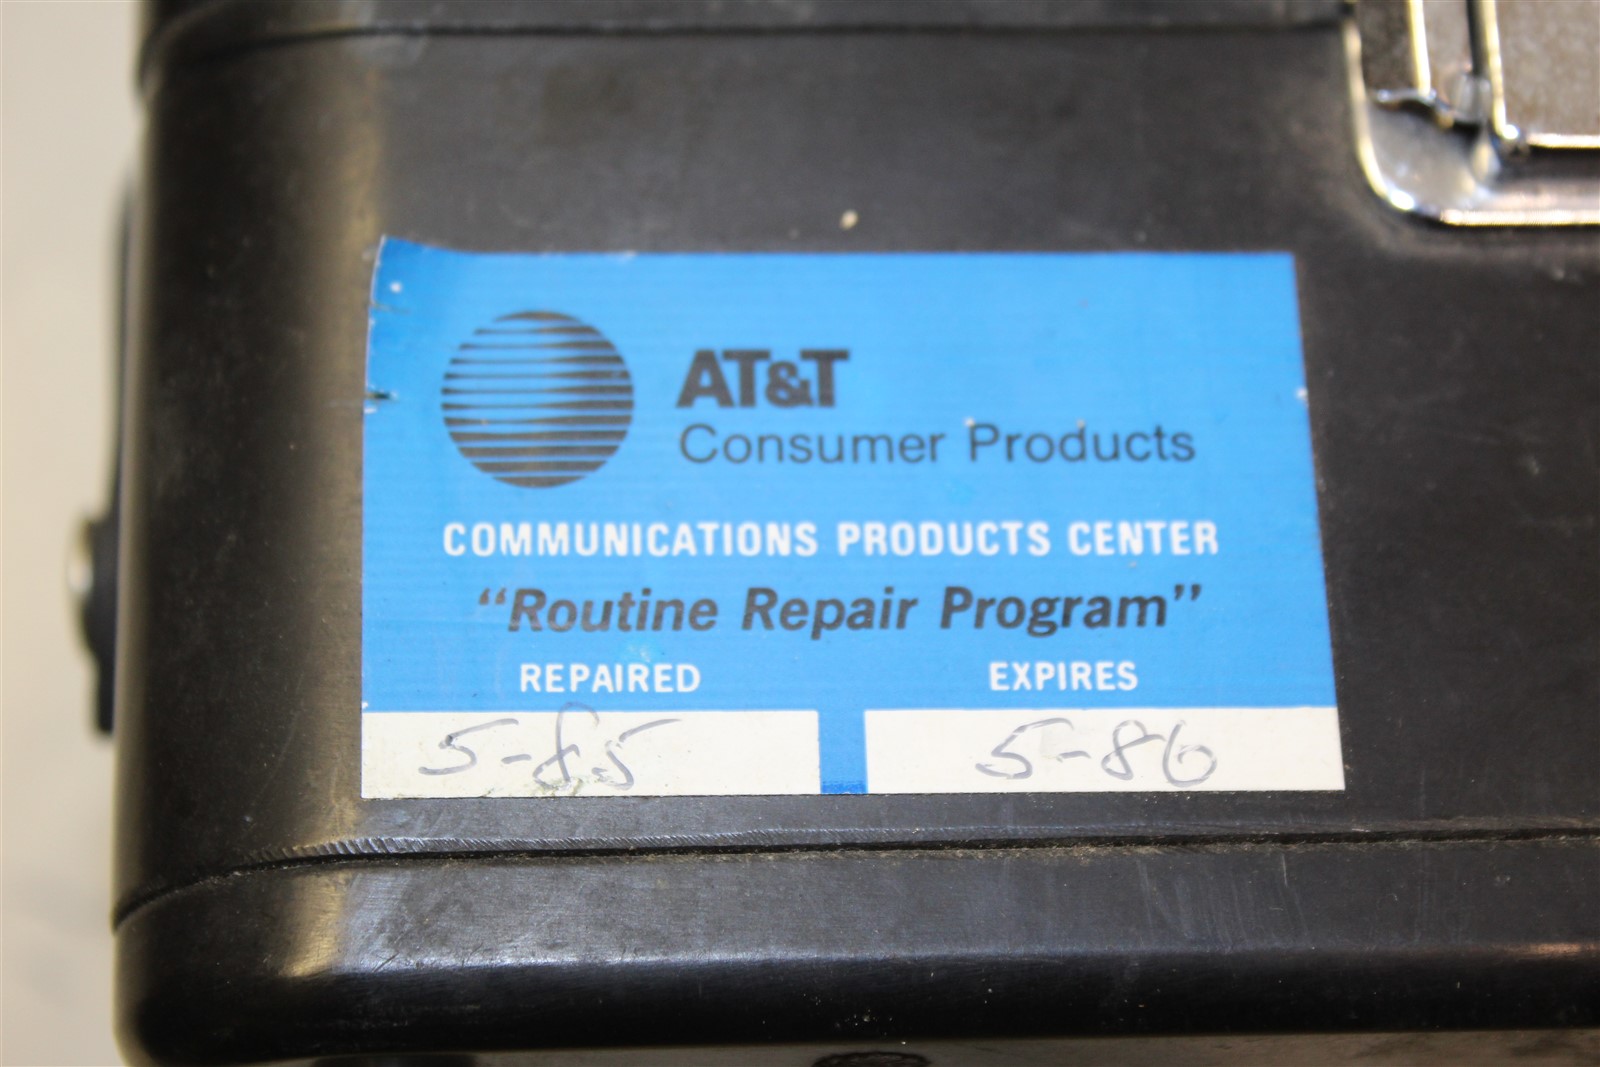 AT&T
Consumer Products
COMMUNICATIONS PRODUCTS CENTER
"Routine Repair Program"
REPAIRED EXPIRES
5-85 5-86